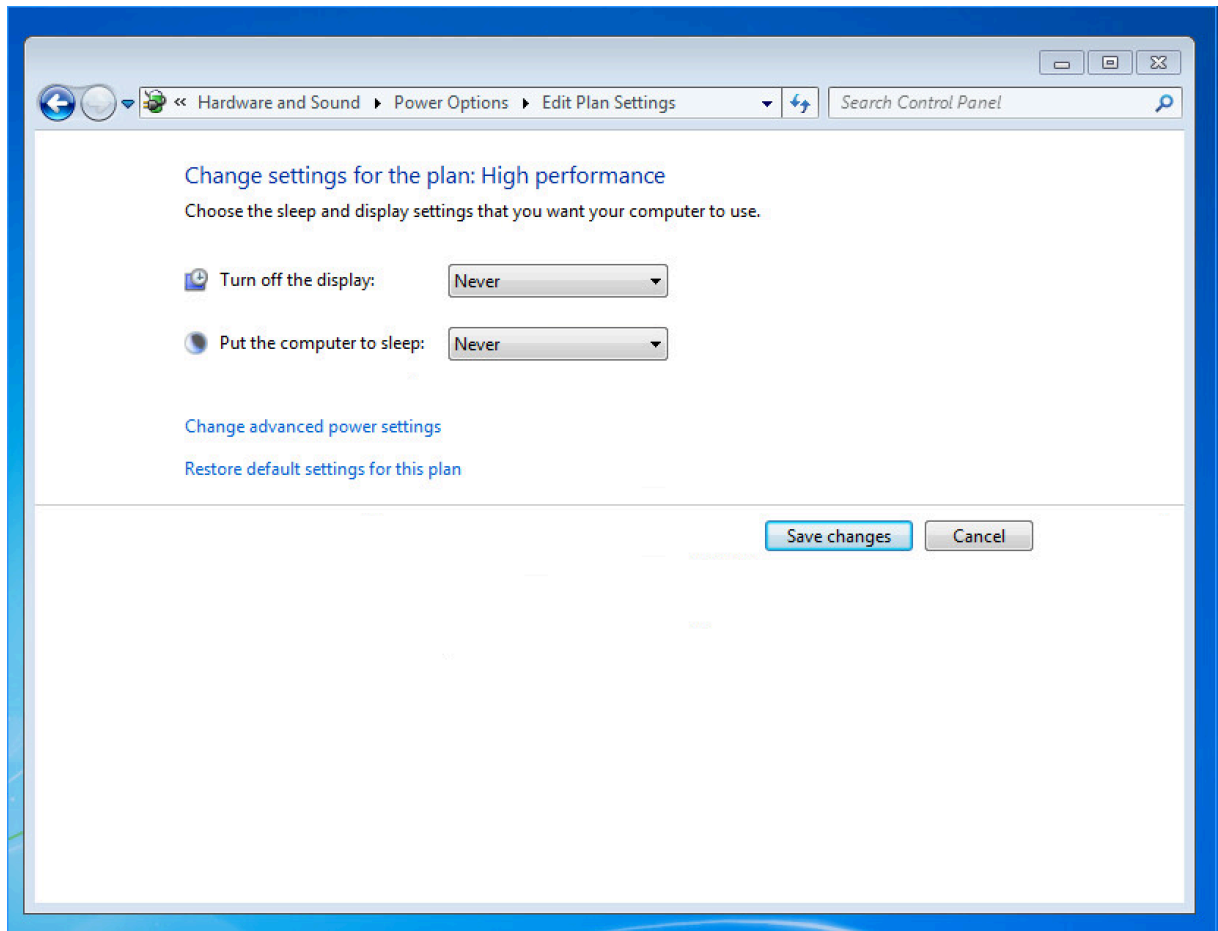 « Hardware and Sound ▸ Power Options ▸ Edit Plan Settings Search Control Panel
Change settings for the plan: High performance
Choose the sleep and display settings that you want your computer to use.
Turn off the display: Never
Put the computer to sleep: Never
Change advanced power settings
Restore default settings for this plan
Save changes Cancel